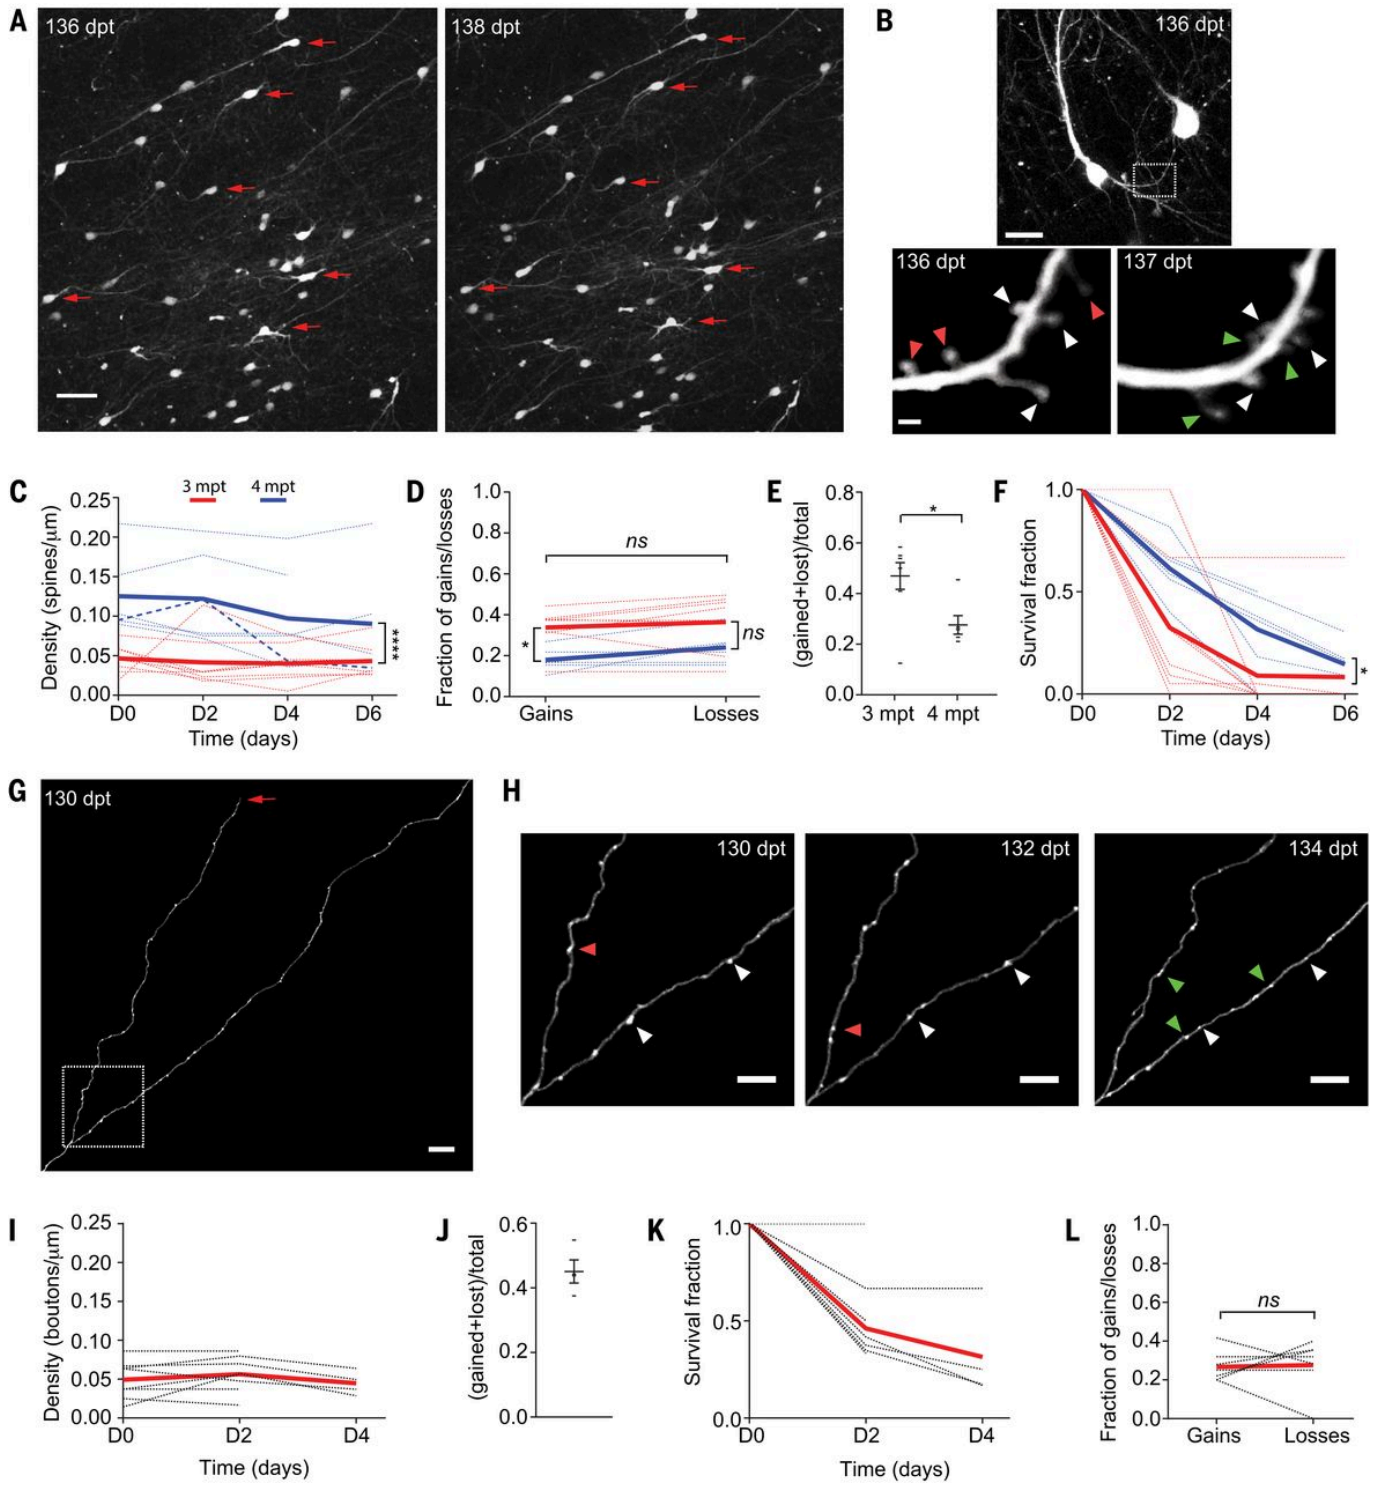 A
136 dpt
138 dpt
B
136 dpt
136 dpt
137 dpt
C
3 mpt
4 mpt
Density (spines/μm)
0.25
0.20
0.15
0.10
0.05
0.00
D0
D2
D4
D6
Time (days)
****
D
Fraction of gains/losses
1.0
0.8
0.6
0.4
0.2
0.0
ns
*
ns
Gains
Losses
E
(gained+lost)/total
0.8
0.6
0.4
0.2
0.0
*
3 mpt
4 mpt
F
Survival fraction
1.0
0.5
0.0
*
D0
D2
D4
D6
Time (days)
G
130 dpt
H
130 dpt
132 dpt
134 dpt
I
Density (boutons/μm)
0.25
0.20
0.15
0.10
0.05
0.00
D0
D2
D4
Time (days)
J
(gained+lost)/total
0.6
0.4
0.2
0.0
K
Survival fraction
1.0
0.5
0.0
D0
D2
D4
Time (days)
L
Fraction of gains/losses
1.0
0.8
0.6
0.4
0.2
0.0
ns
Gains
Losses